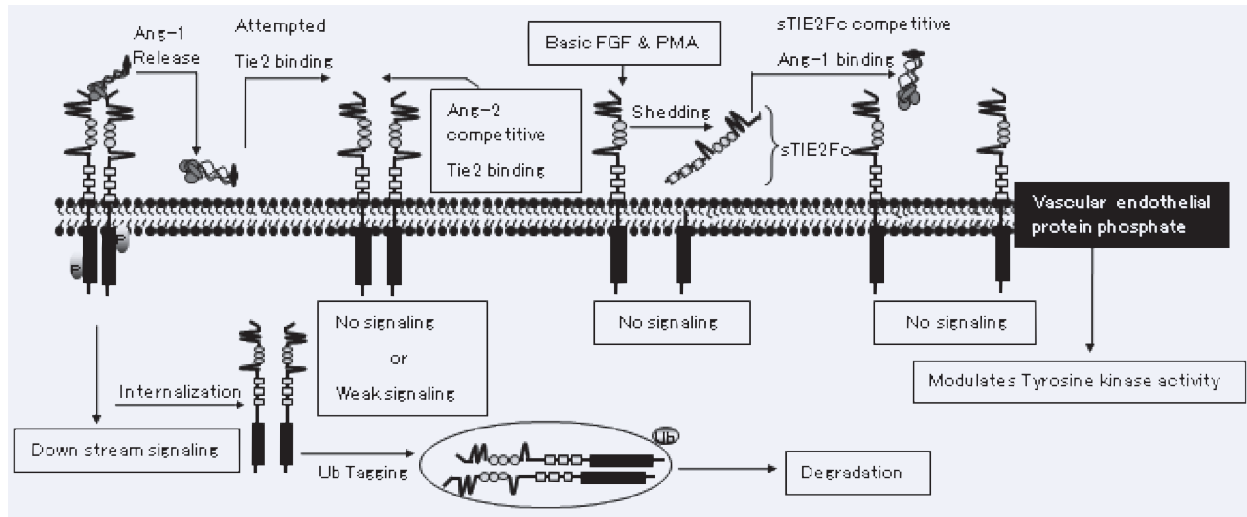 Ang-1
Release
Attempted
Tie2 binding
Ang-2
competitive
Tie2 binding
Basic FGF & PMA
Shedding
sTIE2Fc
sTIE2Fc competitive
Ang-1 binding
Vascular endothelial
protein phosphate
P
P
No signaling
or
Weak signaling
No signaling
No signaling
Modulates Tyrosine kinase activity
Internalization
Down stream signaling
Ub Tagging
Ub
Degradation